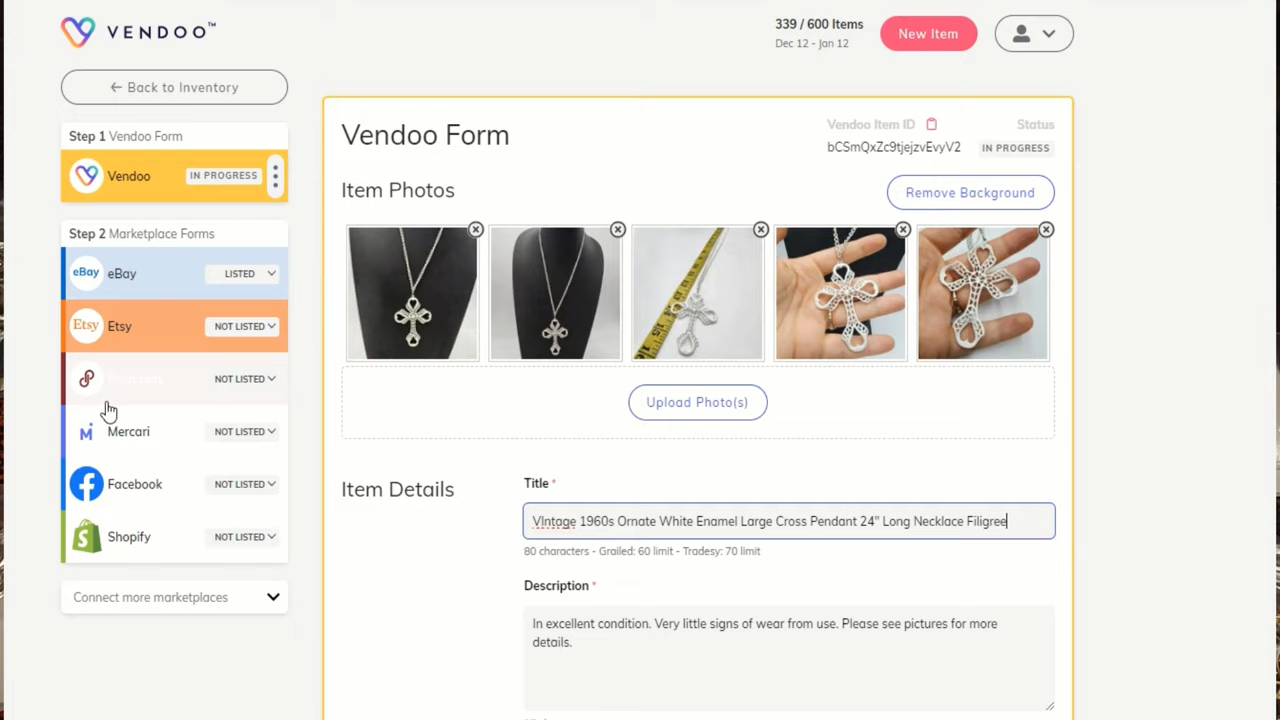 VENDOO™
339 / 600 Items
Dec 12 - Jan 12
New Item
← Back to Inventory
Step 1 Vendoo Form
Vendoo
IN PROGRESS
Step 2 Marketplace Forms
eBay eBay
LISTED
Etsy Etsy
NOT LISTED
NOT LISTED
Mercari
NOT LISTED
Facebook
NOT LISTED
Shopify
NOT LISTED
Connect more marketplaces
Vendoo Form
Vendoo Item ID
bCSmQxZc9tjejzvEvyV2
Status
IN PROGRESS
Item Photos
Remove Background
Upload Photo(s)
Item Details
Title *
VIntage 1960s Ornate White Enamel Large Cross Pendant 24" Long Necklace Filigree
80 characters - Grailed: 60 limit - Tradesy: 70 limit
Description *
In excellent condition. Very little signs of wear from use. Please see pictures for more
details.